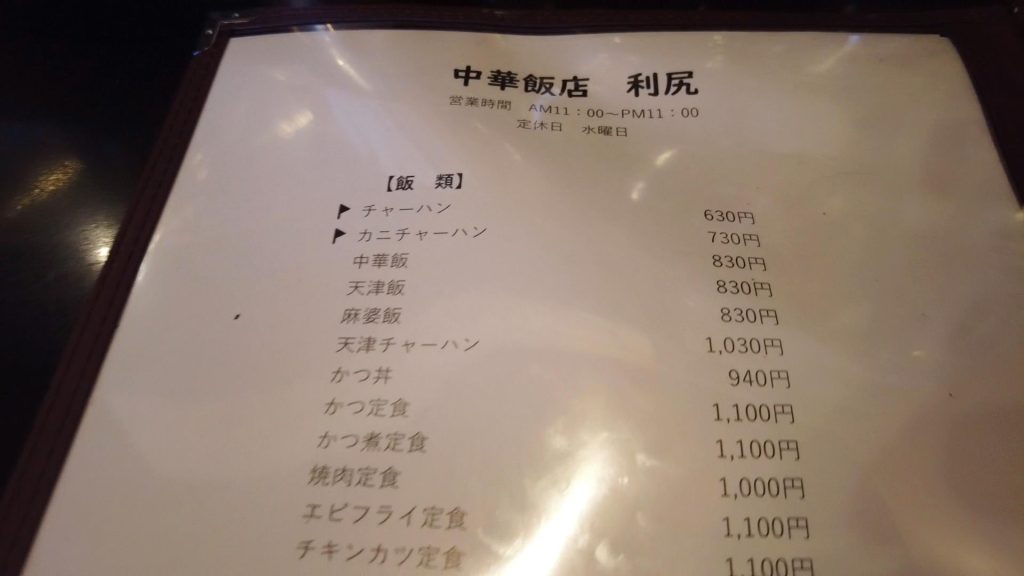 中華飯店　利尻
営業時間　AM11：00～PM11：00
定休日　水曜日
【飯　類】
チャーハン　630円
カニチャーハン　730円
中華飯　830円
天津飯　830円
麻婆飯　830円
天津チャーハン　1,030円
かつ丼　940円
かつ定食　1,100円
かつ煮定食　1,100円
焼肉定食　1,000円
エビフライ定食　1,100円
チキンカツ定食　1,100円